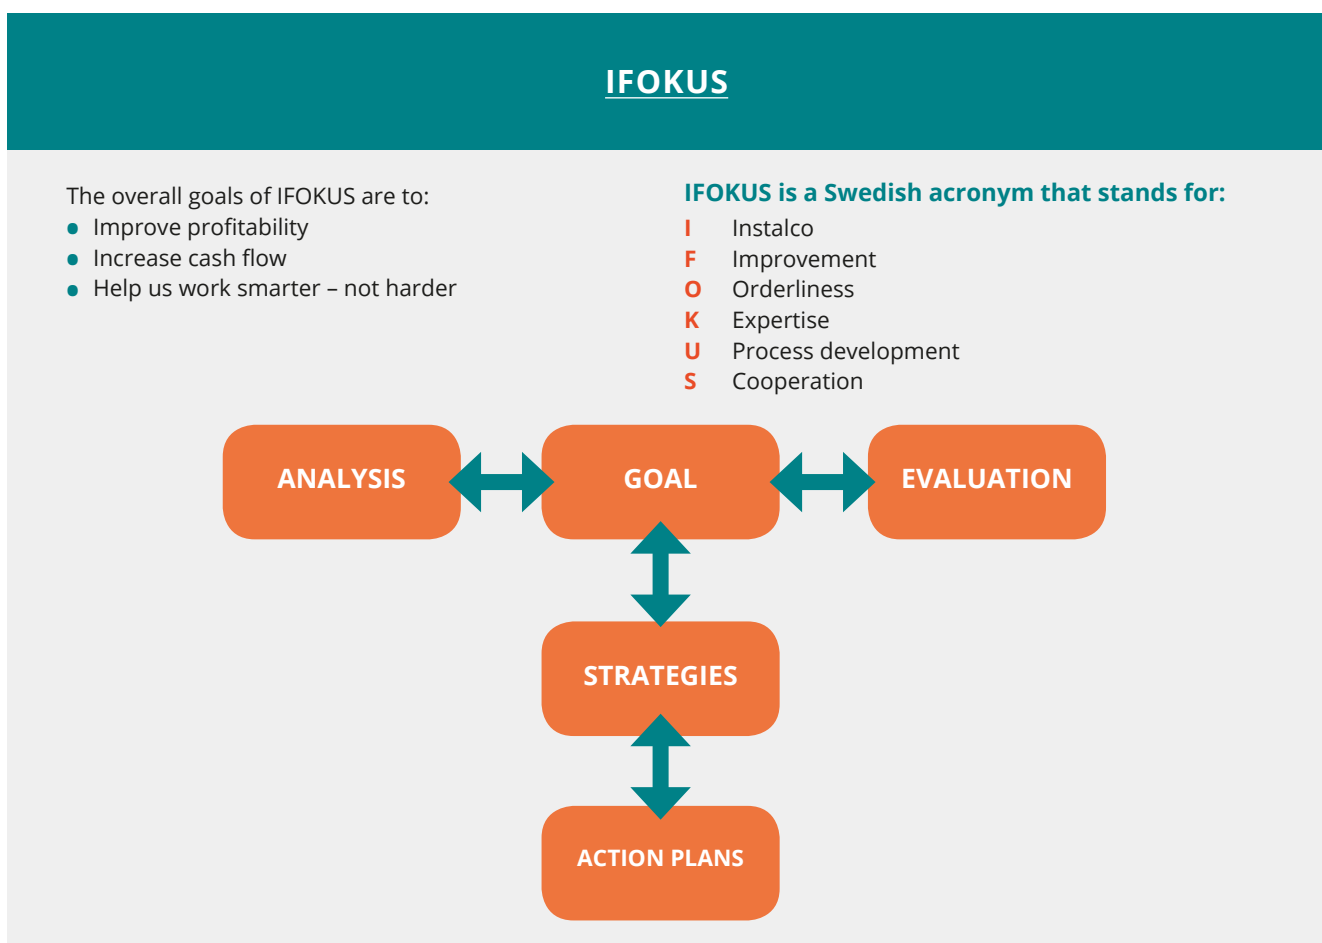 IFOKUS
The overall goals of IFOKUS are to:
• Improve profitability
• Increase cash flow
• Help us work smarter – not harder
IFOKUS is a Swedish acronym that stands for:
I Instalco
F Improvement
O Orderliness
K Expertise
U Process development
S Cooperation
ANALYSIS
GOAL
EVALUATION
STRATEGIES
ACTION PLANS